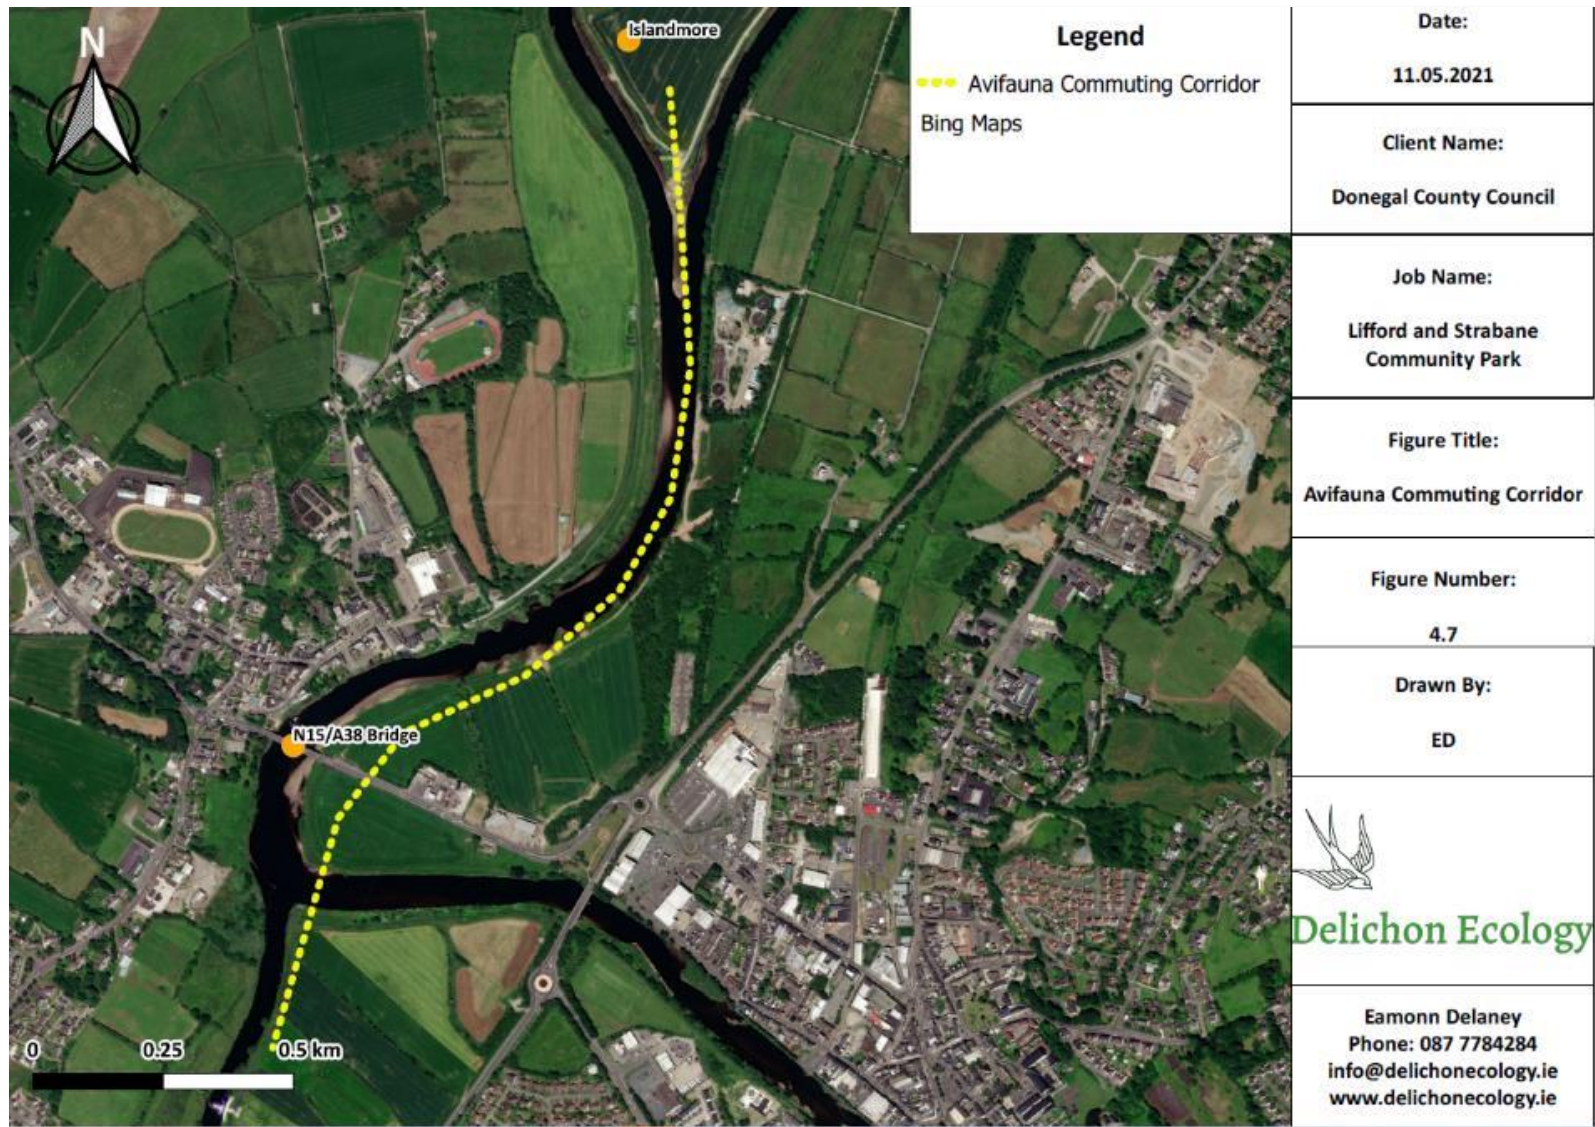 N
Islandmore
N15/A38 Bridge
0 0.25 0.5 km
Legend
Avifauna Commuting Corridor
Bing Maps
Date:
11.05.2021
Client Name:
Donegal County Council
Job Name:
Lifford and Strabane
Community Park
Figure Title:
Avifauna Commuting Corridor
Figure Number:
4.7
Drawn By:
ED
Delichon Ecology
Eamonn Delaney
Phone: 087 7784284
info@delichonecology.ie
www.delichonecology.ie